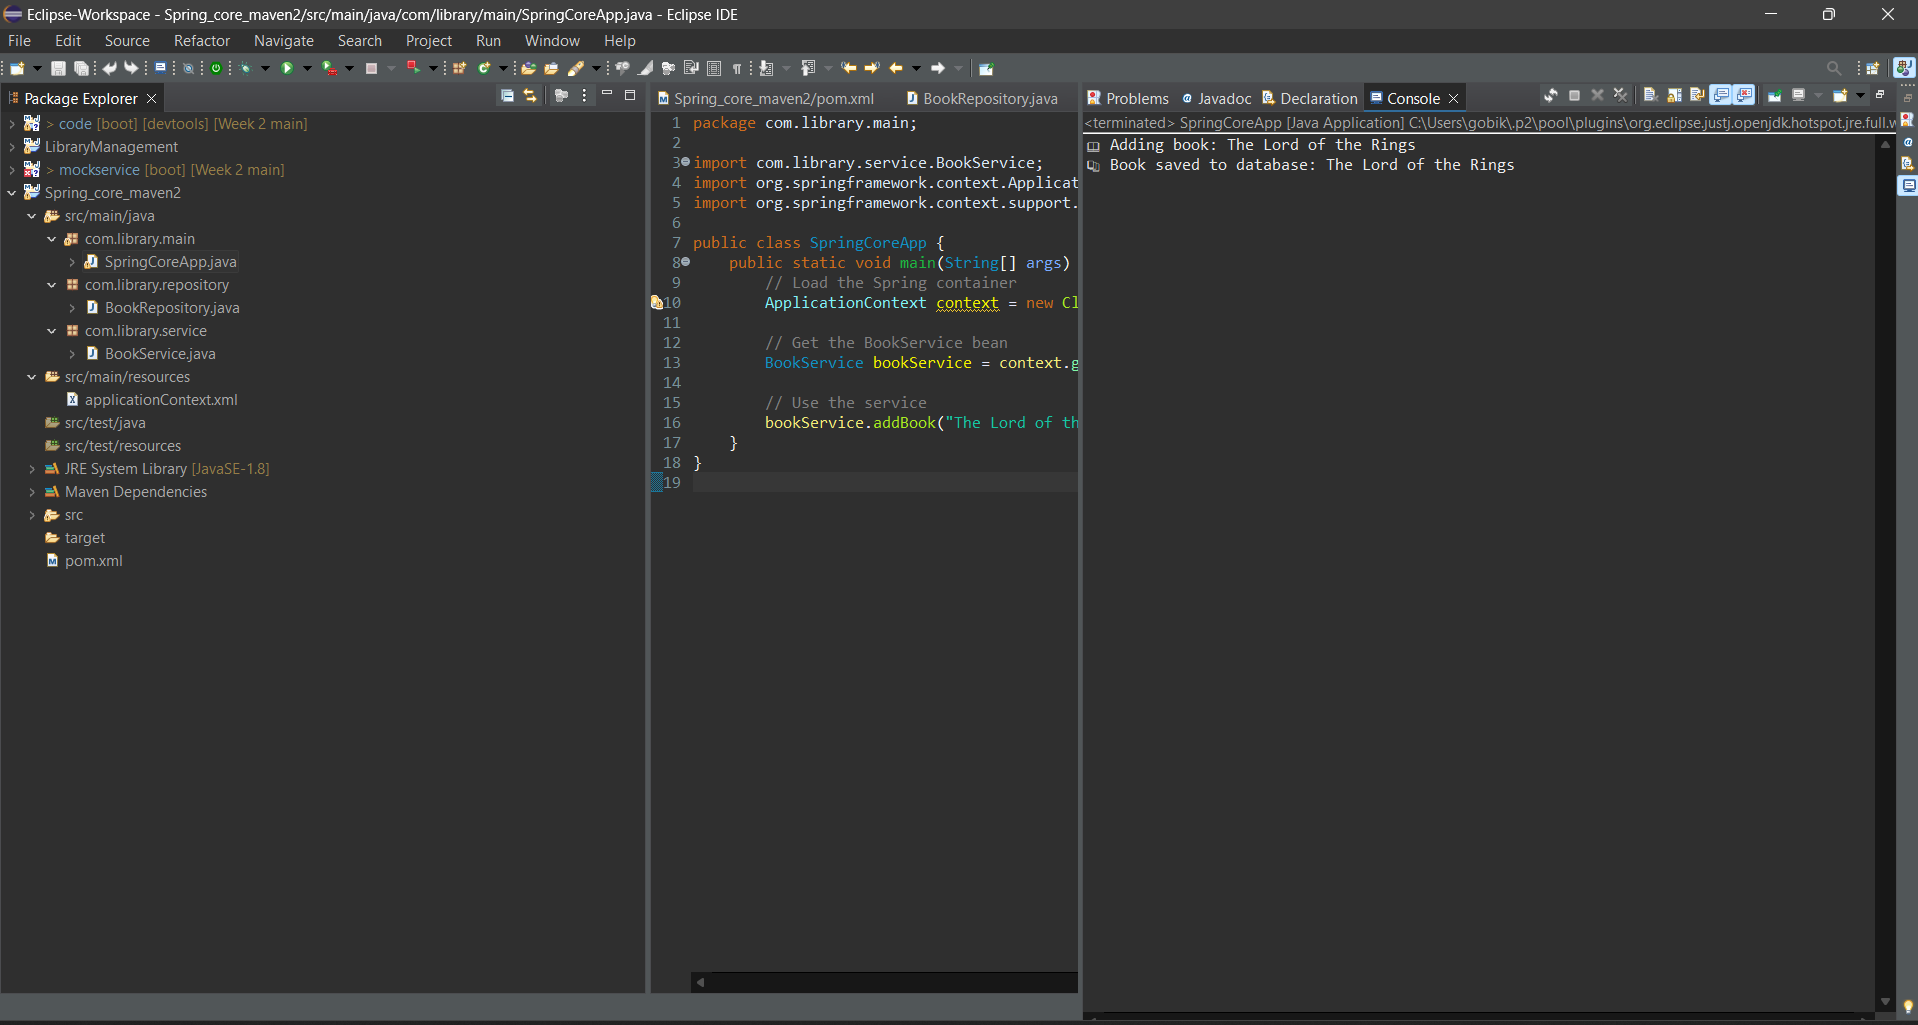 Eclipse-Workspace - Spring_core_maven2/src/main/java/com/library/main/SpringCoreApp.java - Eclipse IDE
File Edit Source Refactor Navigate Search Project Run Window Help
Package Explorer
> code [boot] [devtools] [Week 2 main]
LibraryManagement
> mockservice [boot] [Week 2 main]
Spring_core_maven2
src/main/java
com.library.main
SpringCoreApp.java
com.library.repository
BookRepository.java
com.library.service
BookService.java
src/main/resources
applicationContext.xml
src/test/java
src/test/resources
JRE System Library [JavaSE-1.8]
Maven Dependencies
src
target
pom.xml
Spring_core_maven2/pom.xml BookRepository.java
1 package com.library.main;
2
3 import com.library.service.BookService;
4 import org.springframework.context.Applicat
5 import org.springframework.context.support.
6
7 public class SpringCoreApp {
8 public static void main(String[] args)
9 // Load the Spring container
10 ApplicationContext context = new Cl
11
12 // Get the BookService bean
13 BookService bookService = context.g
14
15 // Use the service
16 bookService.addBook("The Lord of th
17 }
18 }
19
Problems Javadoc Declaration Console
<terminated> SpringCoreApp [Java Application] C:\Users\gobik\.p2\pool\plugins\org.eclipse.justj.openjdk.hotspot.jre.full.w
Adding book: The Lord of the Rings
Book saved to database: The Lord of the Rings